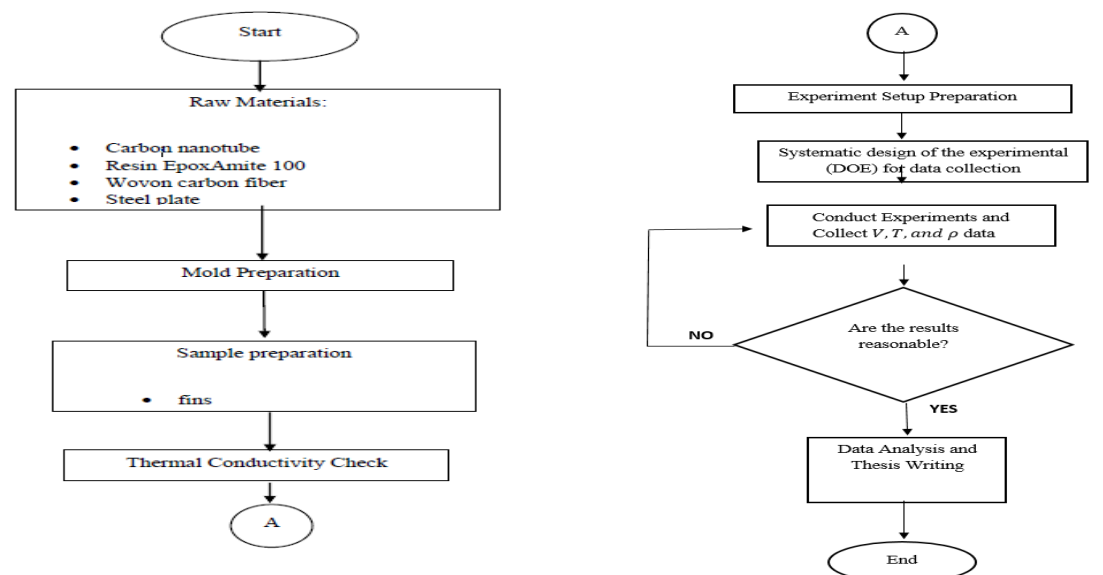 Start
Raw Materials:
• Carbon nanotube
• Resin EpoxAmite 100
• Wovon carbon fiber
• Steel plate
Mold Preparation
Sample preparation
• fins
Thermal Conductivity Check
A
A
Experiment Setup Preparation
Systematic design of the experimental
(DOE) for data collection
Conduct Experiments and
Collect V, T, and ρ data
Are the results
reasonable?
NO
YES
Data Analysis and
Thesis Writing
End